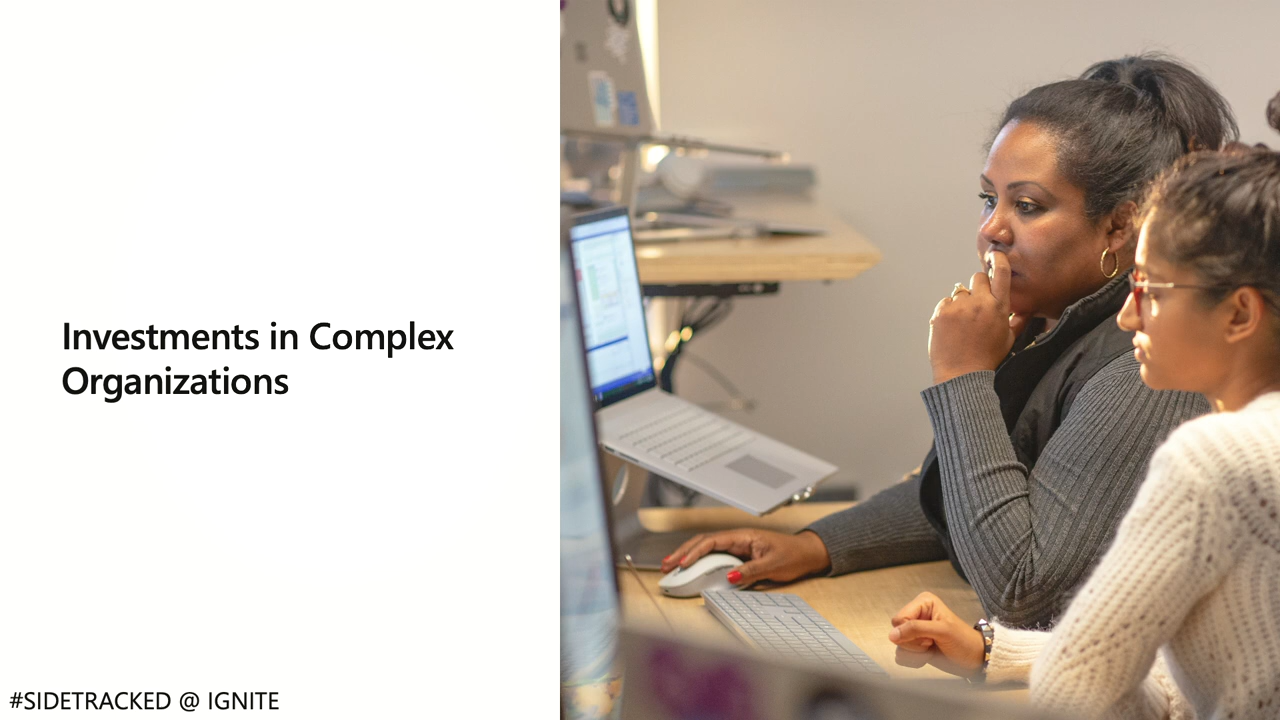 Investments in Complex
Organizations
#SIDETRACKED @ IGNITE